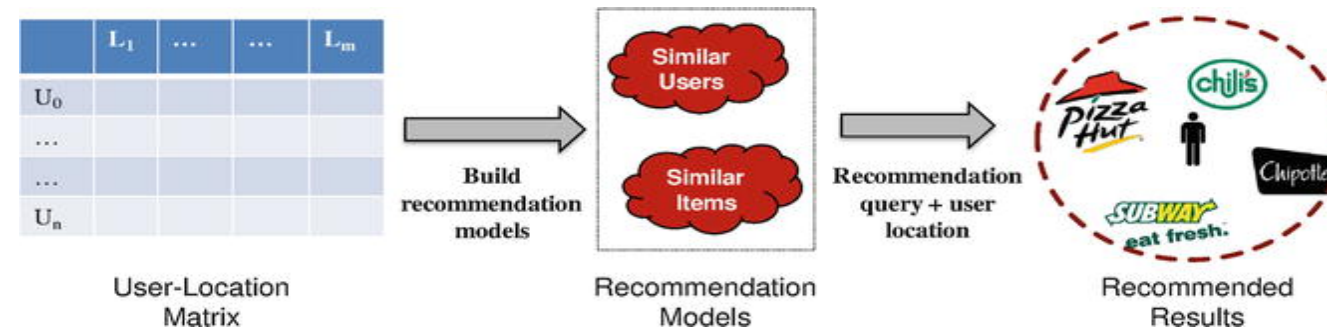 L₁ … … Lₘ
U₀
…
…
Uₙ
User-Location
Matrix
Build
recommendation
models
Similar
Users
Similar
Items
Recommendation
Models
Recommendation
query + user
location
Pizza
Hut
chili's
Chipotle
SUBWAY
eat fresh.
Recommended
Results